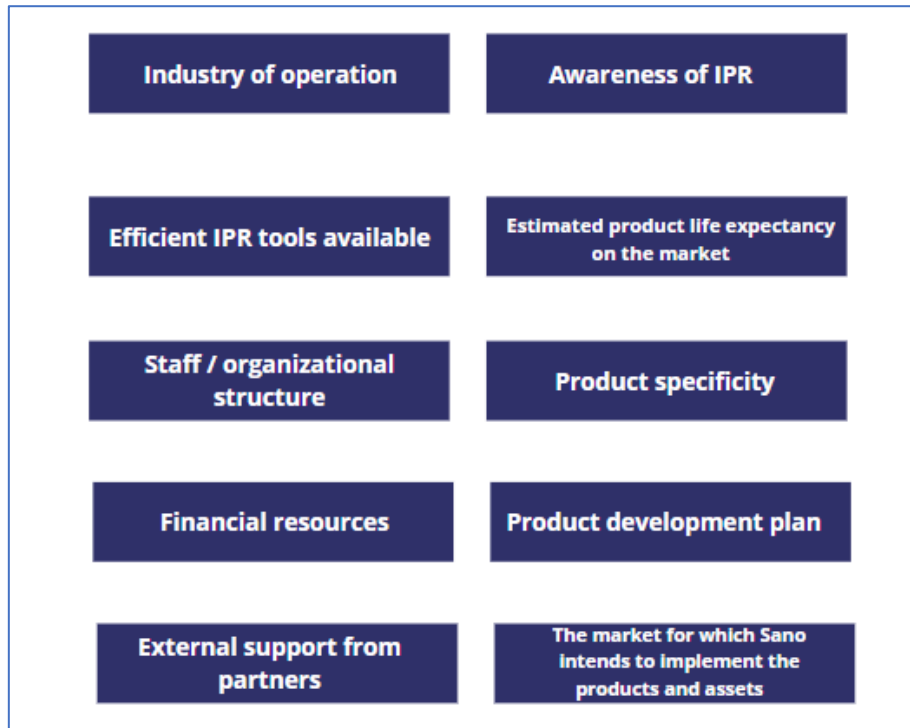 Industry of operation
Awareness of IPR
Efficient IPR tools available
Estimated product life expectancy
on the market
Staff / organizational
structure
Product specificity
Financial resources
Product development plan
External support from
partners
The market for which Sano
intends to implement the
products and assets